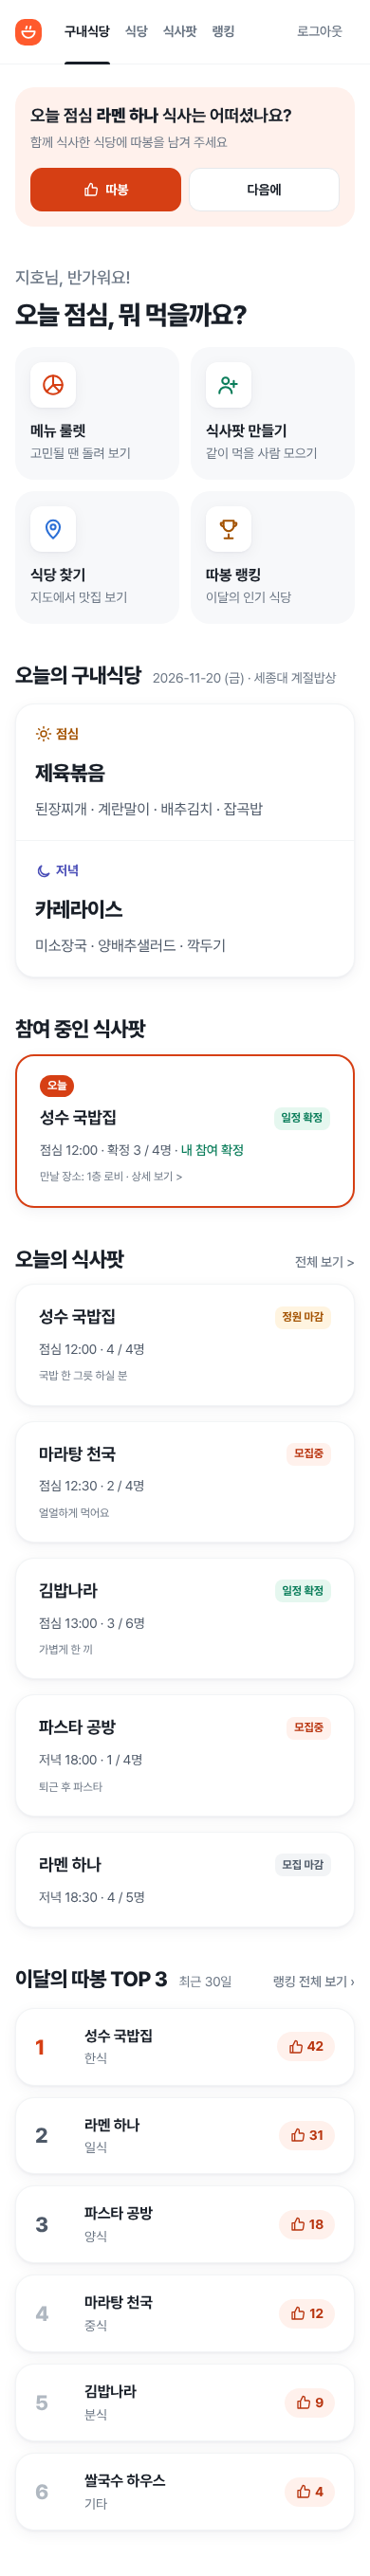 구내식당 식당 식사팟 랭킹 로그아웃
오늘 점심 라멘 하나 식사는 어떠셨나요?
함께 식사한 식당에 따봉을 남겨 주세요
따봉 다음에
지호님, 반가워요!
오늘 점심, 뭐 먹을까요?
메뉴 룰렛
고민될 땐 돌려 보기
식사팟 만들기
같이 먹을 사람 모으기
식당 찾기
지도에서 맛집 보기
따봉 랭킹
이달의 인기 식당
오늘의 구내식당 2026-11-20 (금) · 세종대 계절밥상
점심
제육볶음
된장찌개 · 계란말이 · 배추김치 · 잡곡밥
저녁
카레라이스
미소장국 · 양배추샐러드 · 깍두기
참여 중인 식사팟
오늘
성수 국밥집 일정 확정
점심 12:00 · 확정 3 / 4명 · 내 참여 확정
만날 장소: 1층 로비 · 상세 보기 >
오늘의 식사팟 전체 보기 >
성수 국밥집 정원 마감
점심 12:00 · 4 / 4명
국밥 한 그릇 하실 분
마라탕 천국 모집중
점심 12:30 · 2 / 4명
얼얼하게 먹어요
김밥나라 일정 확정
점심 13:00 · 3 / 6명
가볍게 한 끼
파스타 공방 모집중
저녁 18:00 · 1 / 4명
퇴근 후 파스타
라멘 하나 모집 마감
저녁 18:30 · 4 / 5명
이달의 따봉 TOP 3 최근 30일 랭킹 전체 보기 ›
1 성수 국밥집 42
한식
2 라멘 하나 31
일식
3 파스타 공방 18
양식
4 마라탕 천국 12
중식
5 김밥나라 9
분식
6 쌀국수 하우스 4
기타